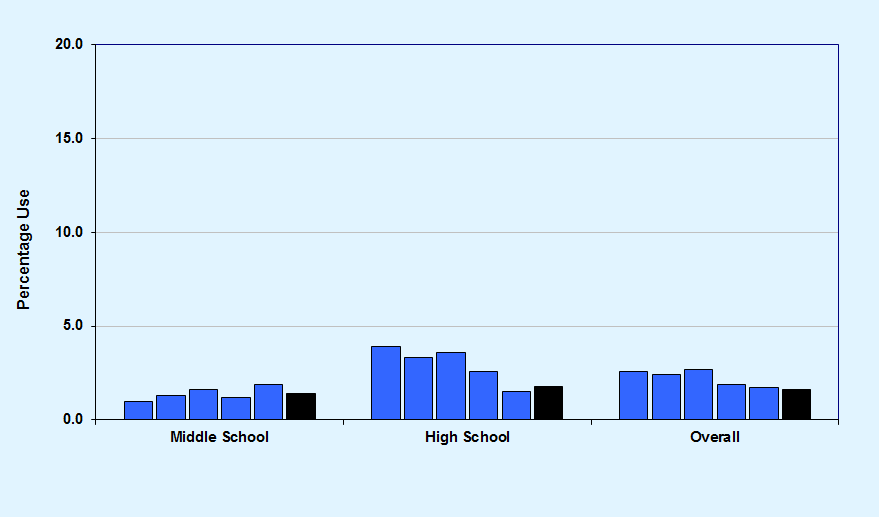 20.0
15.0
10.0
5.0
0.0
Percentage Use
Middle School
High School
Overall